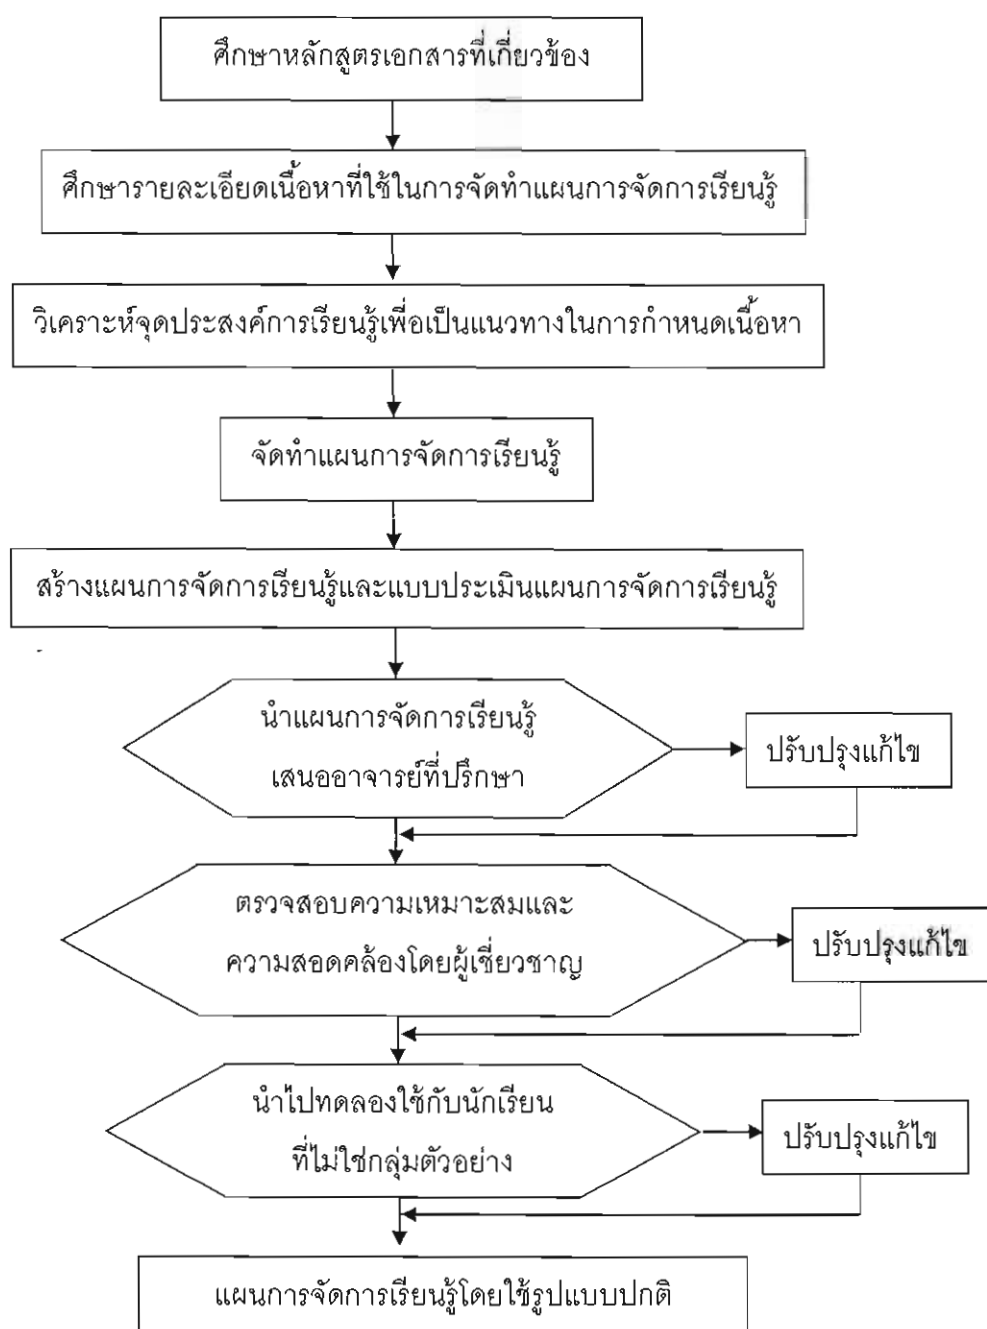 ศึกษาหลักสูตรเอกสารที่เกี่ยวข้อง
ศึกษารายละเอียดเนื้อหาที่ใช้ในการจัดทำแผนการจัดการเรียนรู้
วิเคราะห์จุดประสงค์การเรียนรู้เพื่อเป็นแนวทางในการกำหนดเนื้อหา
จัดทำแผนการจัดการเรียนรู้
สร้างแผนการจัดการเรียนรู้และแบบประเมินแผนการจัดการเรียนรู้
นำแผนการจัดการเรียนรู้
เสนออาจารย์ที่ปรึกษา
ปรับปรุงแก้ไข
ตรวจสอบความเหมาะสมและ
ความสอดคล้องโดยผู้เชี่ยวชาญ
ปรับปรุงแก้ไข
นำไปทดลองใช้กับนักเรียน
ที่ไม่ใช่กลุ่มตัวอย่าง
ปรับปรุงแก้ไข
แผนการจัดการเรียนรู้โดยใช้รูปแบบปกติ